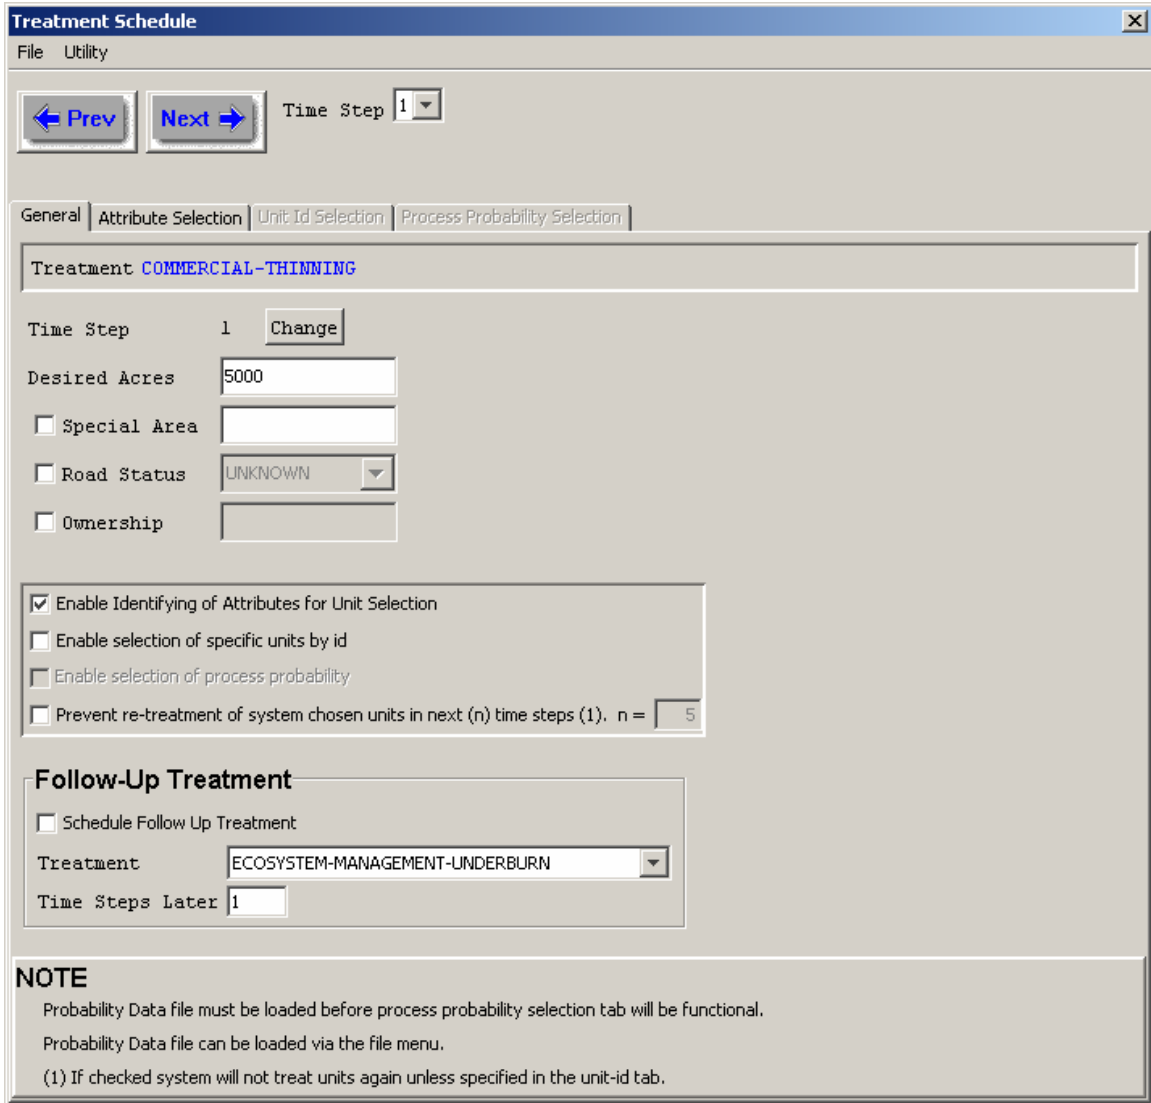 Treatment Schedule
File Utility
Prev Next Time Step 1
General Attribute Selection Unit Id Selection Process Probability Selection
Treatment COMMERCIAL-THINNING
Time Step 1 Change
Desired Acres 5000
Special Area
Road Status UNKNOWN
Ownership
Enable Identifying of Attributes for Unit Selection
Enable selection of specific units by id
Enable selection of process probability
Prevent re-treatment of system chosen units in next (n) time steps (1). n = 5
Follow-Up Treatment
Schedule Follow Up Treatment
Treatment ECOSYSTEM-MANAGEMENT-UNDERBURN
Time Steps Later 1
NOTE
Probability Data file must be loaded before process probability selection tab will be functional.
Probability Data file can be loaded via the file menu.
(1) If checked system will not treat units again unless specified in the unit-id tab.